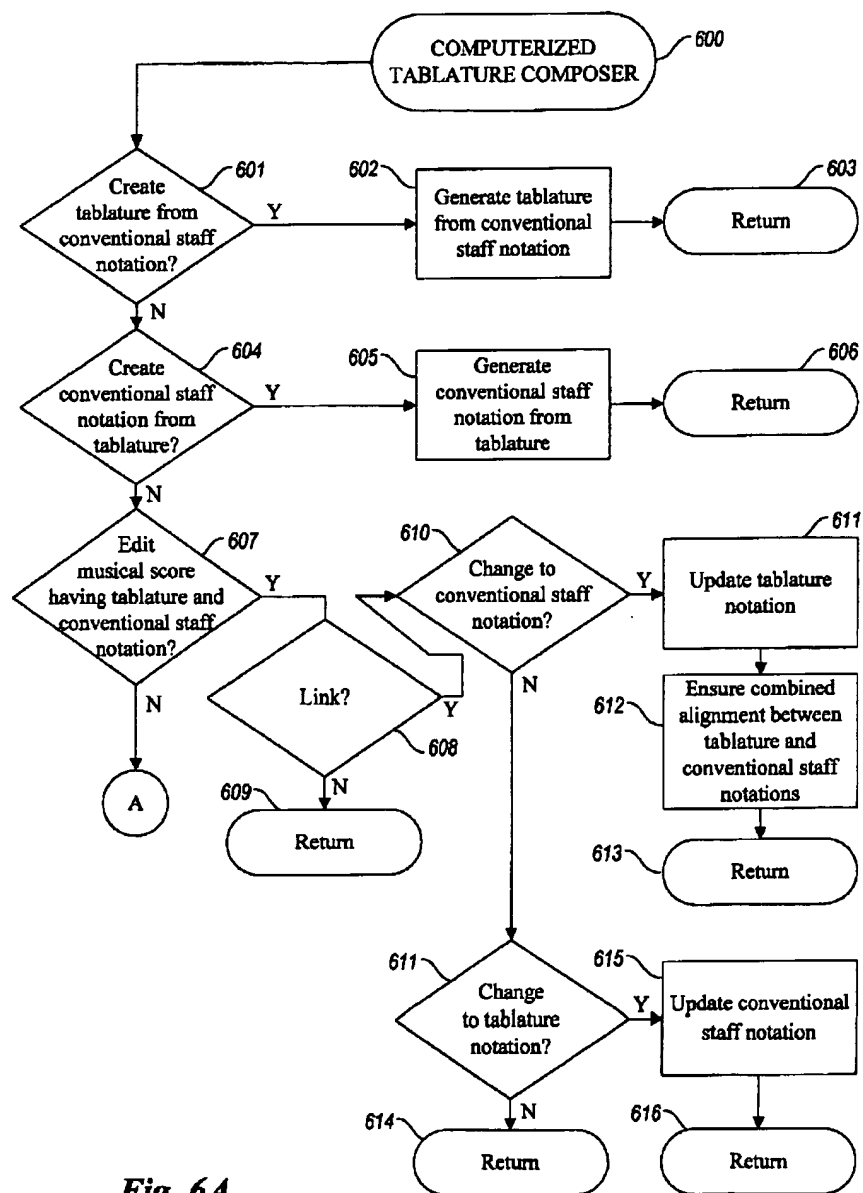 COMPUTERIZED
TABLATURE COMPOSER
600
601
Create
tablature from
conventional staff
notation?
Y
N
602
Generate tablature
from conventional
staff notation
603
Return
604
Create
conventional staff
notation from
tablature?
Y
N
605
Generate
conventional staff
notation from
tablature
606
Return
607
Edit
musical score
having tablature and
conventional staff
notation?
Y
N
A
Link?
Y
608
N
609
Return
610
Change to
conventional staff
notation?
Y
N
611
Update tablature
notation
612
Ensure combined
alignment between
tablature and
conventional staff
notations
613
Return
611
Change
to tablature
notation?
Y
N
614
Return
615
Update conventional
staff notation
616
Return
Fig. 6A